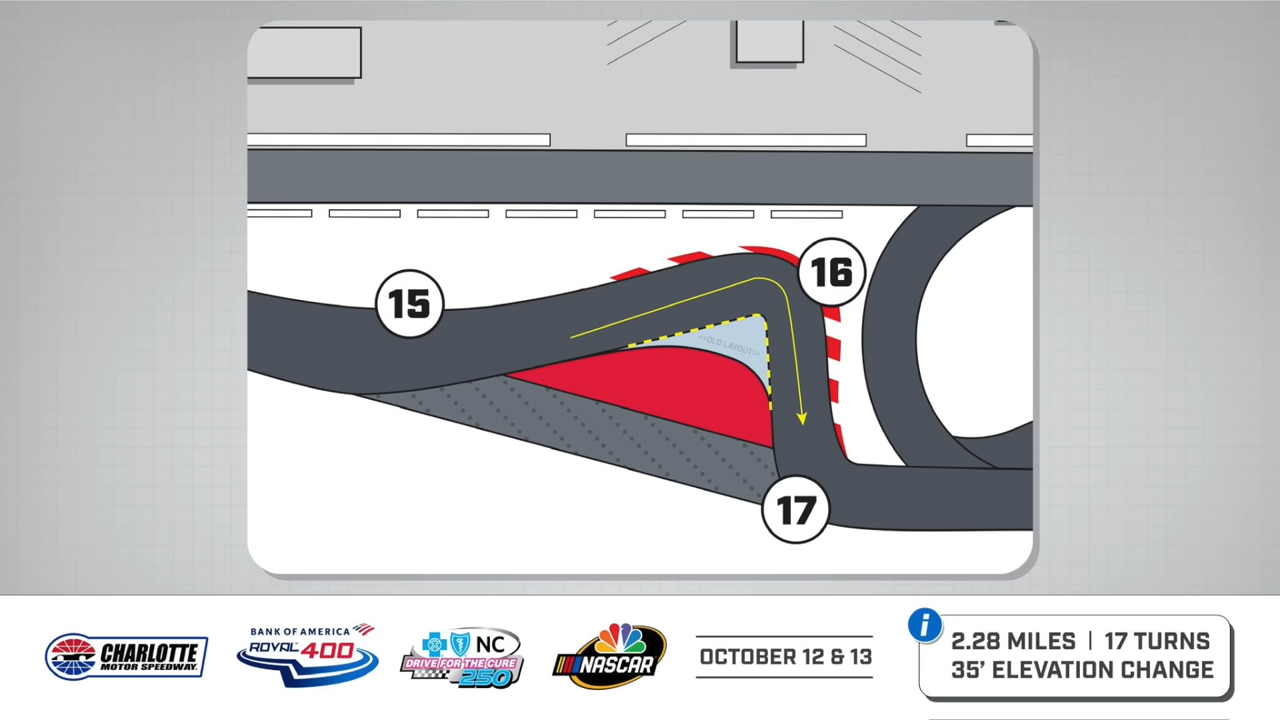 15
16
<<OLD LAYOUT>>
17
CHARLOTTE
MOTOR SPEEDWAY.
BANK OF AMERICA
ROVAL 400
NC
DRIVE FOR THE CURE
250
NASCAR
OCTOBER 12 & 13
i
2.28 MILES | 17 TURNS
35’ ELEVATION CHANGE